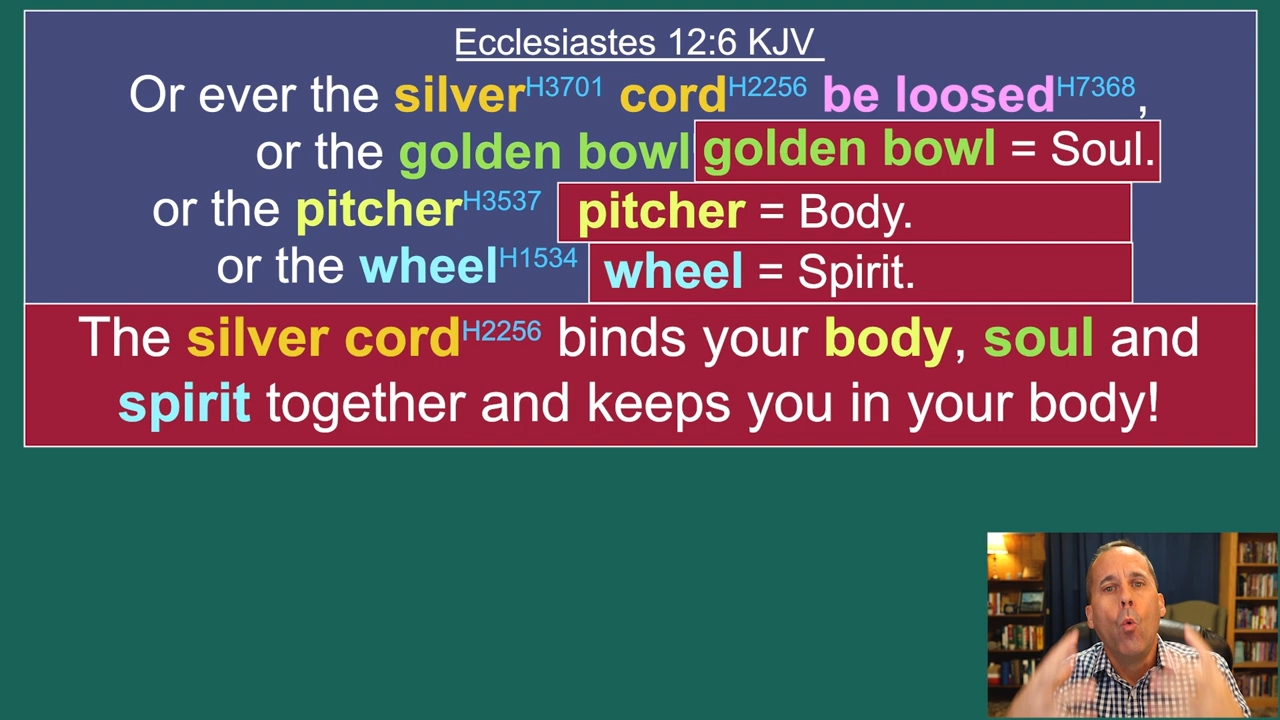 Ecclesiastes 12:6 KJV
Or ever the silverH3701 cordH2256 be loosedH7368,
or the golden bowl golden bowl = Soul.
or the pitcherH3537 pitcher = Body.
or the wheelH1534 wheel = Spirit.
The silver cordH2256 binds your body, soul and
spirit together and keeps you in your body!